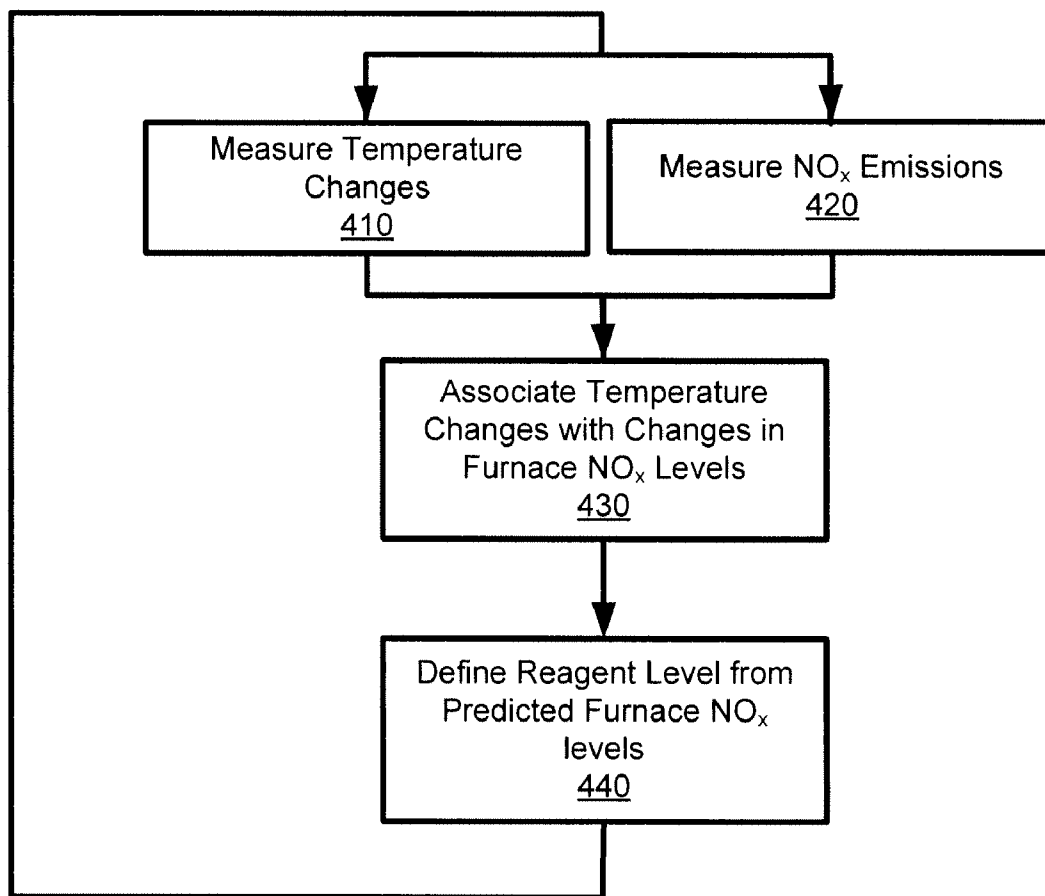 Measure Temperature
Changes
410
Measure NOₓ Emissions
420
Associate Temperature
Changes with Changes in
Furnace NOₓ Levels
430
Define Reagent Level from
Predicted Furnace NOₓ
levels
440